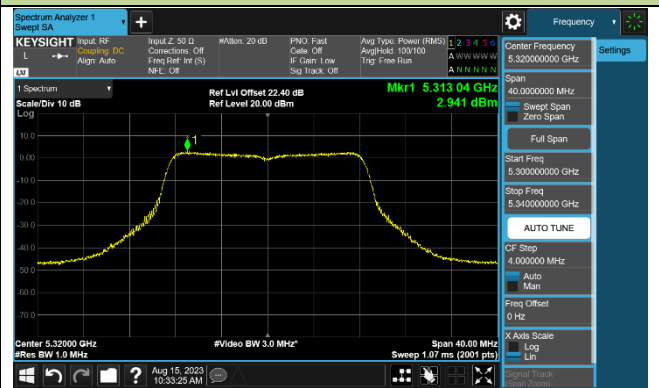 Spectrum Analyzer 1
Swept SA
Frequency
KEYSIGHT
L
LXI
Input: RF
Coupling: DC
Align: Auto
Input Z: 50 Ω
Corrections: Off
Freq Ref: Int (S)
NFE: Off
#Atten: 20 dB
PNO: Fast
Gate: Off
IF Gain: Low
Sig Track: Off
Avg Type: Power (RMS)
Avg|Hold: 100/100
Trig: Free Run
1 2 3 4 5 6
A W W W W W
A N N N N N
1 Spectrum
Scale/Div 10 dB
Log
Ref Lvl Offset 22.40 dB
Ref Level 20.00 dBm
Mkr1 5.313 04 GHz
2.941 dBm
1
10.0
0.00
-10.0
-20.0
-30.0
-40.0
-50.0
-60.0
-70.0
Center 5.32000 GHz
#Res BW 1.0 MHz
#Video BW 3.0 MHz*
Span 40.00 MHz
Sweep 1.07 ms (2001 pts)
Aug 15, 2023
10:33:25 AM
Center Frequency
5.320000000 GHz
Settings
Span
40.0000000 MHz
Swept Span
Zero Span
Full Span
Start Freq
5.300000000 GHz
Stop Freq
5.340000000 GHz
AUTO TUNE
CF Step
4.000000 MHz
Auto
Man
Freq Offset
0 Hz
X Axis Scale
Log
Lin
Signal Track
(Span Zoom)